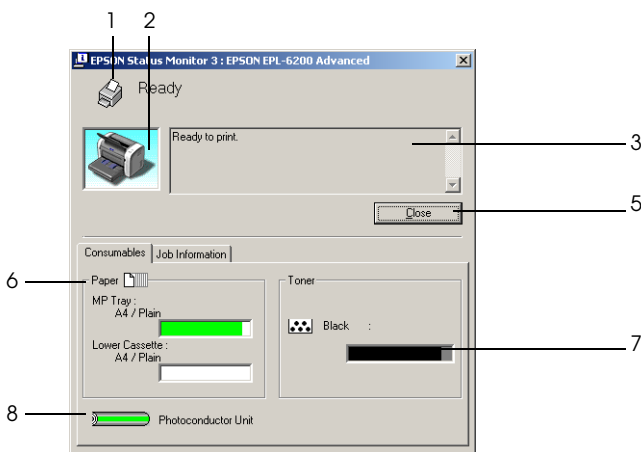 1 2
EPSON Status Monitor 3 : EPSON EPL-6200 Advanced
Ready
Ready to print.
3
Close
5
Consumables Job Information
6
Paper
MP Tray :
A4 / Plain
Lower Cassette :
A4 / Plain
Toner
Black :
7
8
Photoconductor Unit